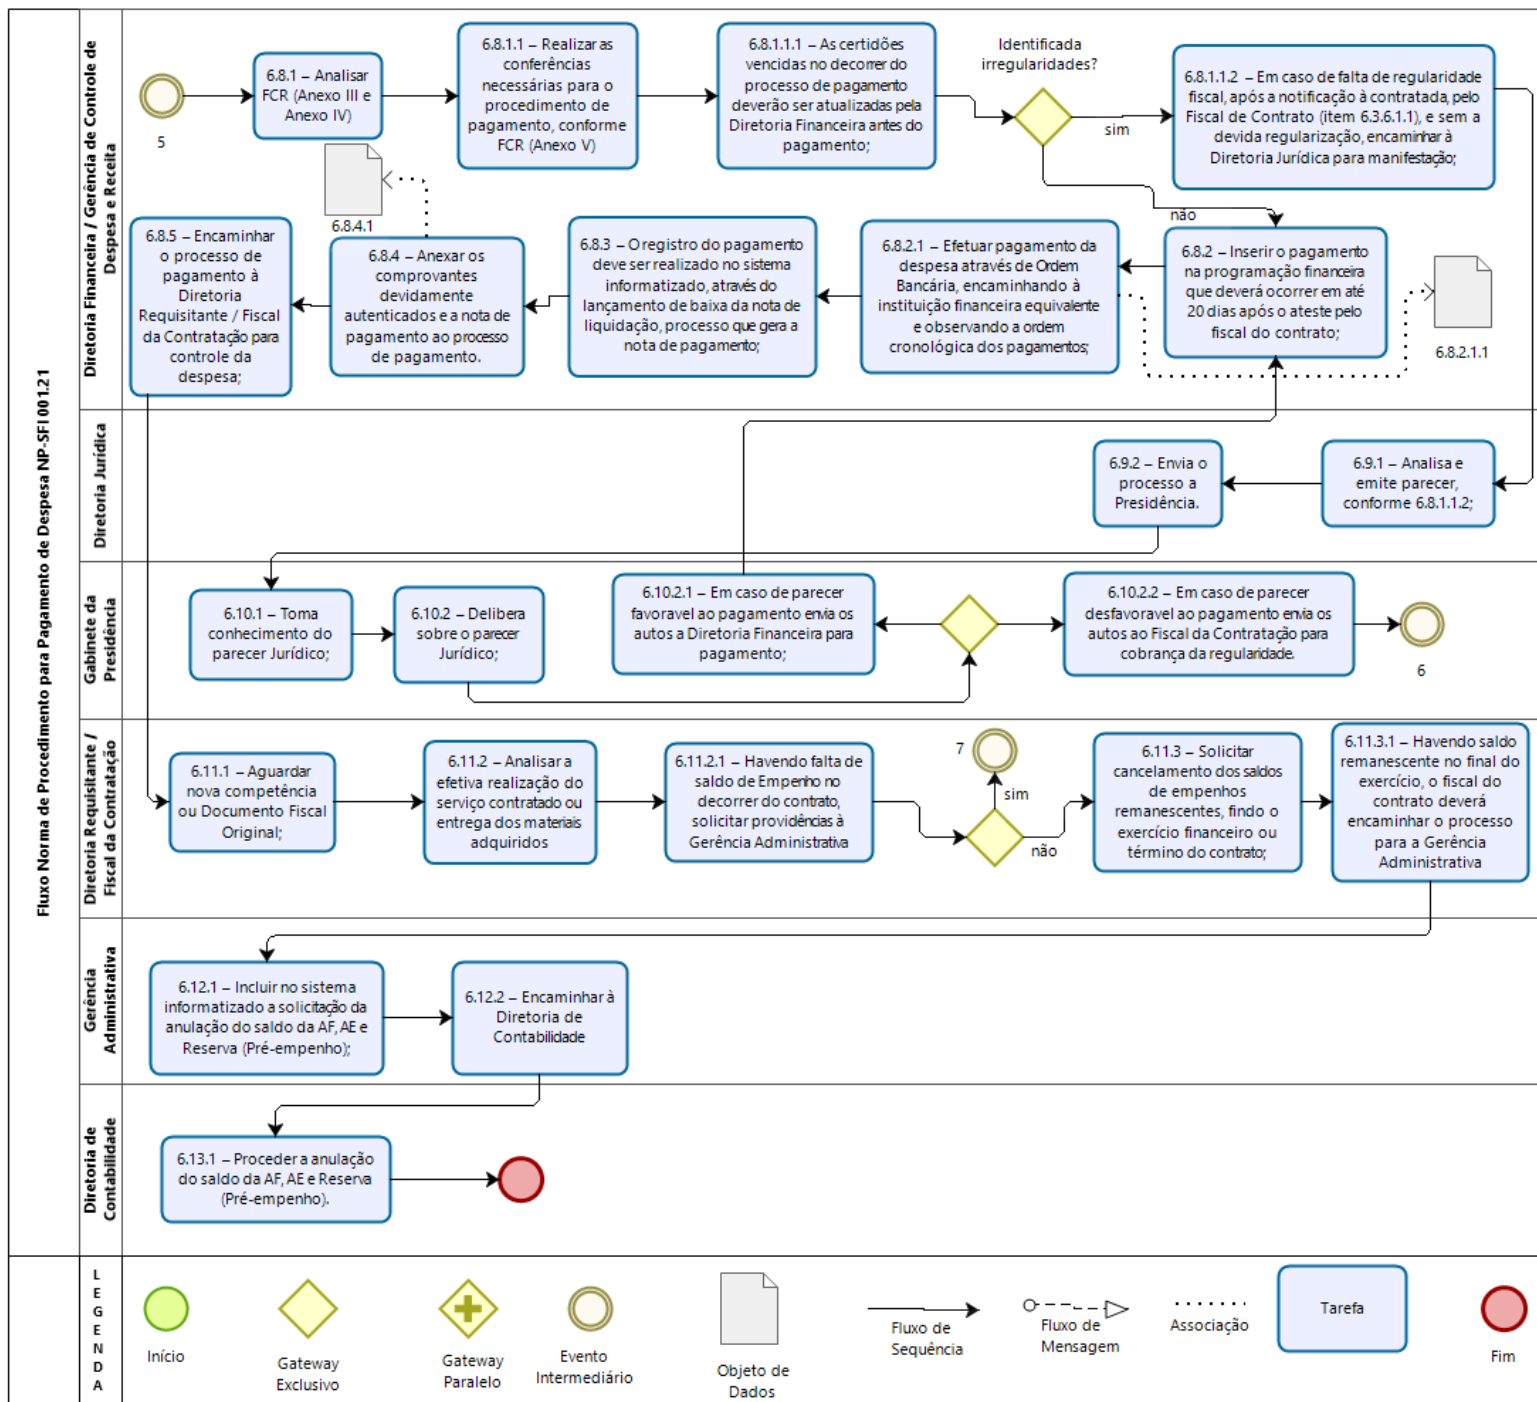 Fluxo Norma de Procedimento para Pagamento de Despesa NP-SFI 001.21
Diretoria Financeira / Gerência de Controle de
Despesa e Receita
5
6.8.1 – Analisar
FCR (Anexo III e
Anexo IV)
6.8.1.1 – Realizar as
conferências
necessárias para o
procedimento de
pagamento, conforme
FCR (Anexo V)
6.8.1.1.1 – As certidões
vencidas no decorrer do
processo de pagamento
deverão ser atualizadas pela
Diretoria Financeira antes do
pagamento;
Identificada
irregularidades?
sim
não
6.8.1.1.2 – Em caso de falta de regularidade
fiscal, após a notificação à contratada, pelo
Fiscal de Contrato (item 6.3.6.1.1), e sem a
devida regularização, encaminhar à
Diretoria Jurídica para manifestação;
6.8.5 – Encaminhar
o processo de
pagamento à
Diretoria
Requisitante / Fiscal
da Contratação para
controle da
despesa;
6.8.4.1
6.8.4 – Anexar os
comprovantes
devidamente
autenticados e a nota de
pagamento ao processo
de pagamento.
6.8.3 – O registro do pagamento
deve ser realizado no sistema
informatizado, através do
lançamento de baixa da nota de
liquidação, processo que gera a
nota de pagamento;
6.8.2.1 – Efetuar pagamento da
despesa através de Ordem
Bancária, encaminhando à
instituição financeira equivalente
e observando a ordem
cronológica dos pagamentos;
6.8.2 – Inserir o pagamento
na programação financeira
que deverá ocorrer em até
20 dias após o ateste pelo
fiscal do contrato;
6.8.2.1.1
Diretoria Jurídica
6.9.2 – Envia o
processo a
Presidência.
6.9.1 – Analisa e
emite parecer,
conforme 6.8.1.1.2;
Gabinete da
Presidência
6.10.1 – Toma
conhecimento do
parecer Jurídico;
6.10.2 – Delibera
sobre o parecer
Jurídico;
6.10.2.1 – Em caso de parecer
favoravel ao pagamento envia os
autos a Diretoria Financeira para
pagamento;
6.10.2.2 – Em caso de parecer
desfavoravel ao pagamento envia os
autos ao Fiscal da Contratação para
cobrança da regularidade.
6
Diretoria Requisitante /
Fiscal da Contratação
6.11.1 – Aguardar
nova competência
ou Documento Fiscal
Original;
6.11.2 – Analisar a
efetiva realização do
serviço contratado ou
entrega dos materiais
adquiridos
6.11.2.1 – Havendo falta de
saldo de Empenho no
decorrer do contrato,
solicitar providências à
Gerência Administrativa
7
sim
não
6.11.3 – Solicitar
cancelamento dos saldos
de empenhos
remanescentes, findo o
exercício financeiro ou
término do contrato;
6.11.3.1 – Havendo saldo
remanescente no final do
exercício, o fiscal do
contrato deverá
encaminhar o processo
para a Gerência
Administrativa
Gerência
Administrativa
6.12.1 – Incluir no sistema
informatizado a solicitação da
anulação do saldo da AF, AE e
Reserva (Pré-empenho);
6.12.2 – Encaminhar à
Diretoria de
Contabilidade
Diretoria de
Contabilidade
6.13.1 – Proceder a anulação
do saldo da AF, AE e Reserva
(Pré-empenho).
LEGENDA
Início
Gateway
Exclusivo
Gateway
Paralelo
Evento
Intermediário
Objeto de
Dados
Fluxo de
Sequência
Fluxo de
Mensagem
Associação
Tarefa
Fim